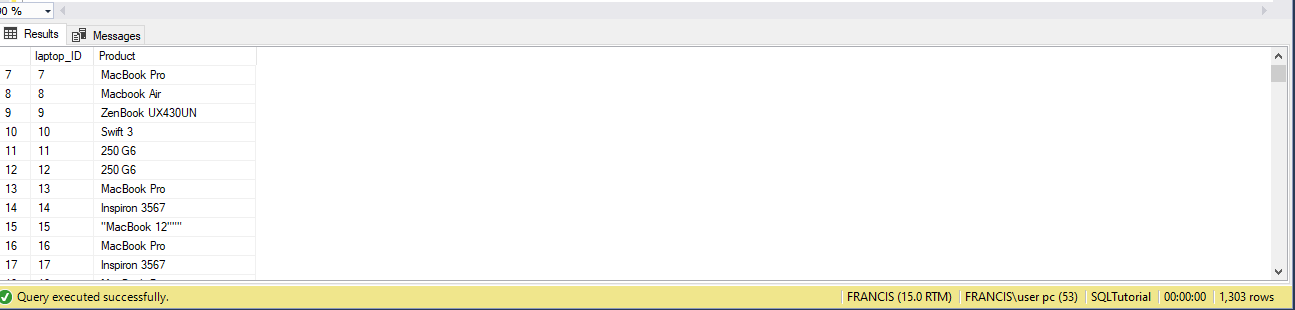 00 %
Results Messages
laptop_ID Product
7 7 MacBook Pro
8 8 Macbook Air
9 9 ZenBook UX430UN
10 10 Swift 3
11 11 250 G6
12 12 250 G6
13 13 MacBook Pro
14 14 Inspiron 3567
15 15 "MacBook 12"""
16 16 MacBook Pro
17 17 Inspiron 3567
Query executed successfully. FRANCIS (15.0 RTM) FRANCIS\user pc (53) SQLTutorial 00:00:00 1,303 rows